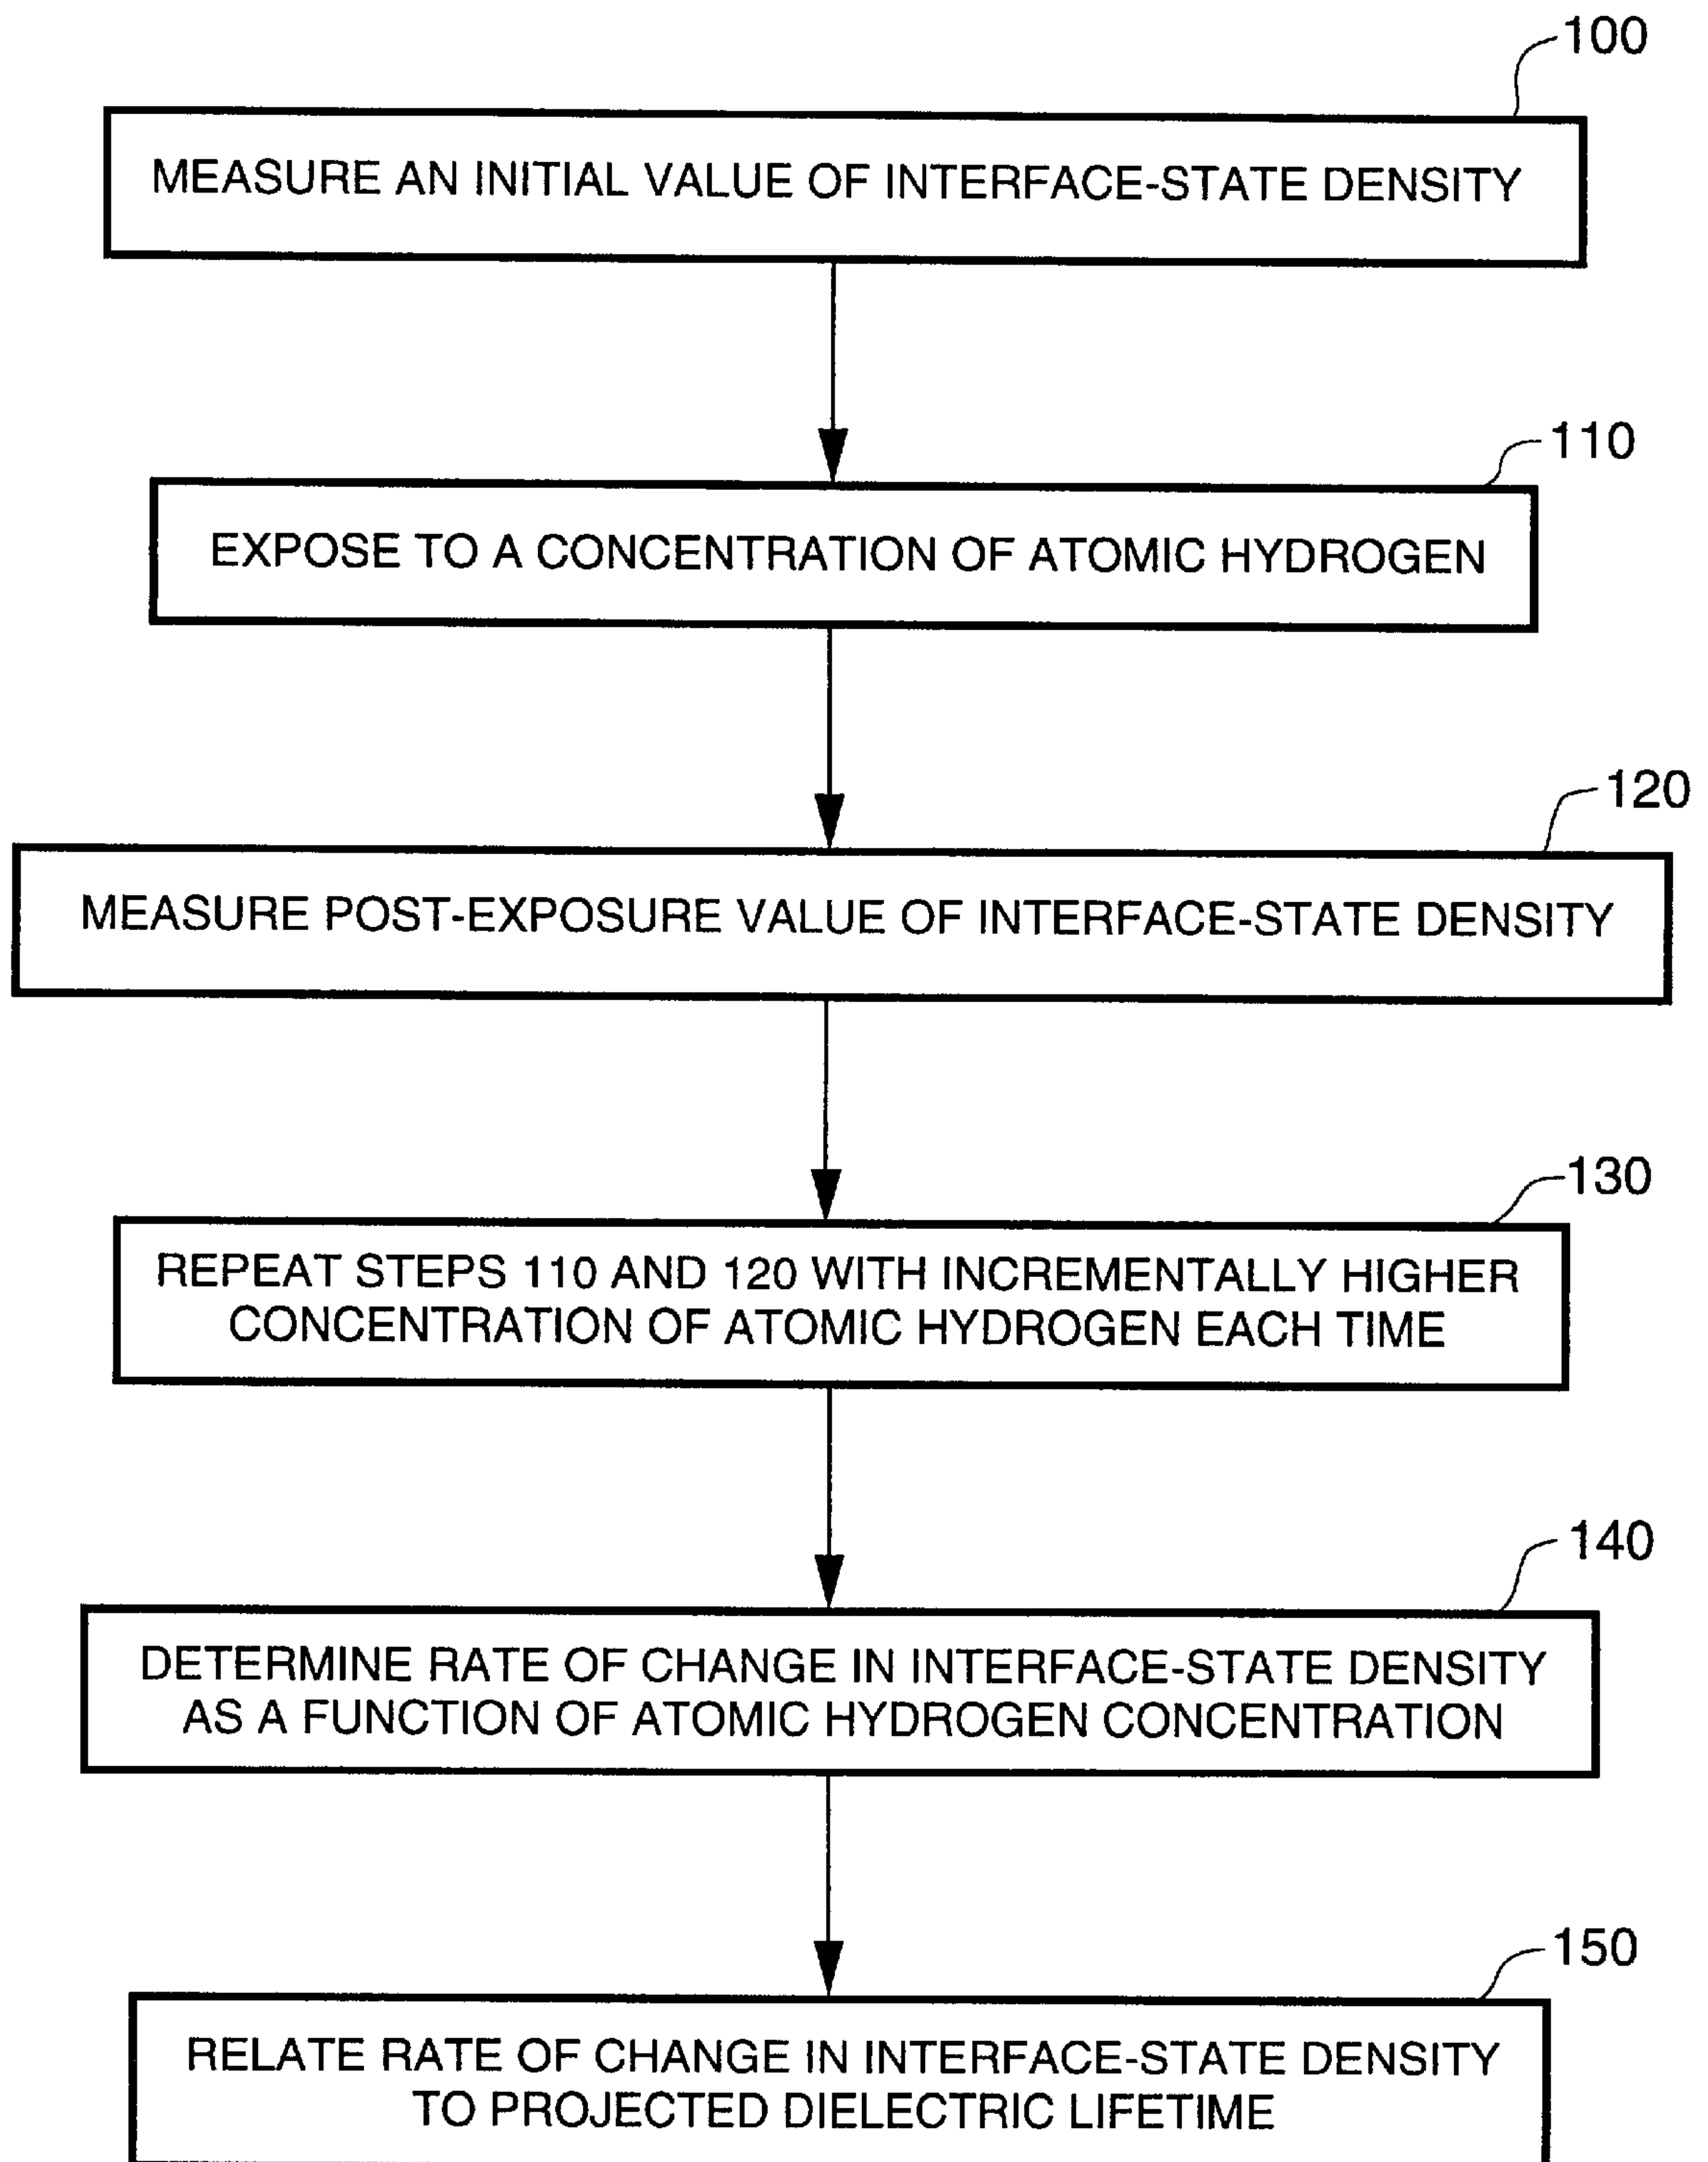 100
MEASURE AN INITIAL VALUE OF INTERFACE-STATE DENSITY
110
EXPOSE TO A CONCENTRATION OF ATOMIC HYDROGEN
120
MEASURE POST-EXPOSURE VALUE OF INTERFACE-STATE DENSITY
130
REPEAT STEPS 110 AND 120 WITH INCREMENTALLY HIGHER
CONCENTRATION OF ATOMIC HYDROGEN EACH TIME
140
DETERMINE RATE OF CHANGE IN INTERFACE-STATE DENSITY
AS A FUNCTION OF ATOMIC HYDROGEN CONCENTRATION
150
RELATE RATE OF CHANGE IN INTERFACE-STATE DENSITY
TO PROJECTED DIELECTRIC LIFETIME